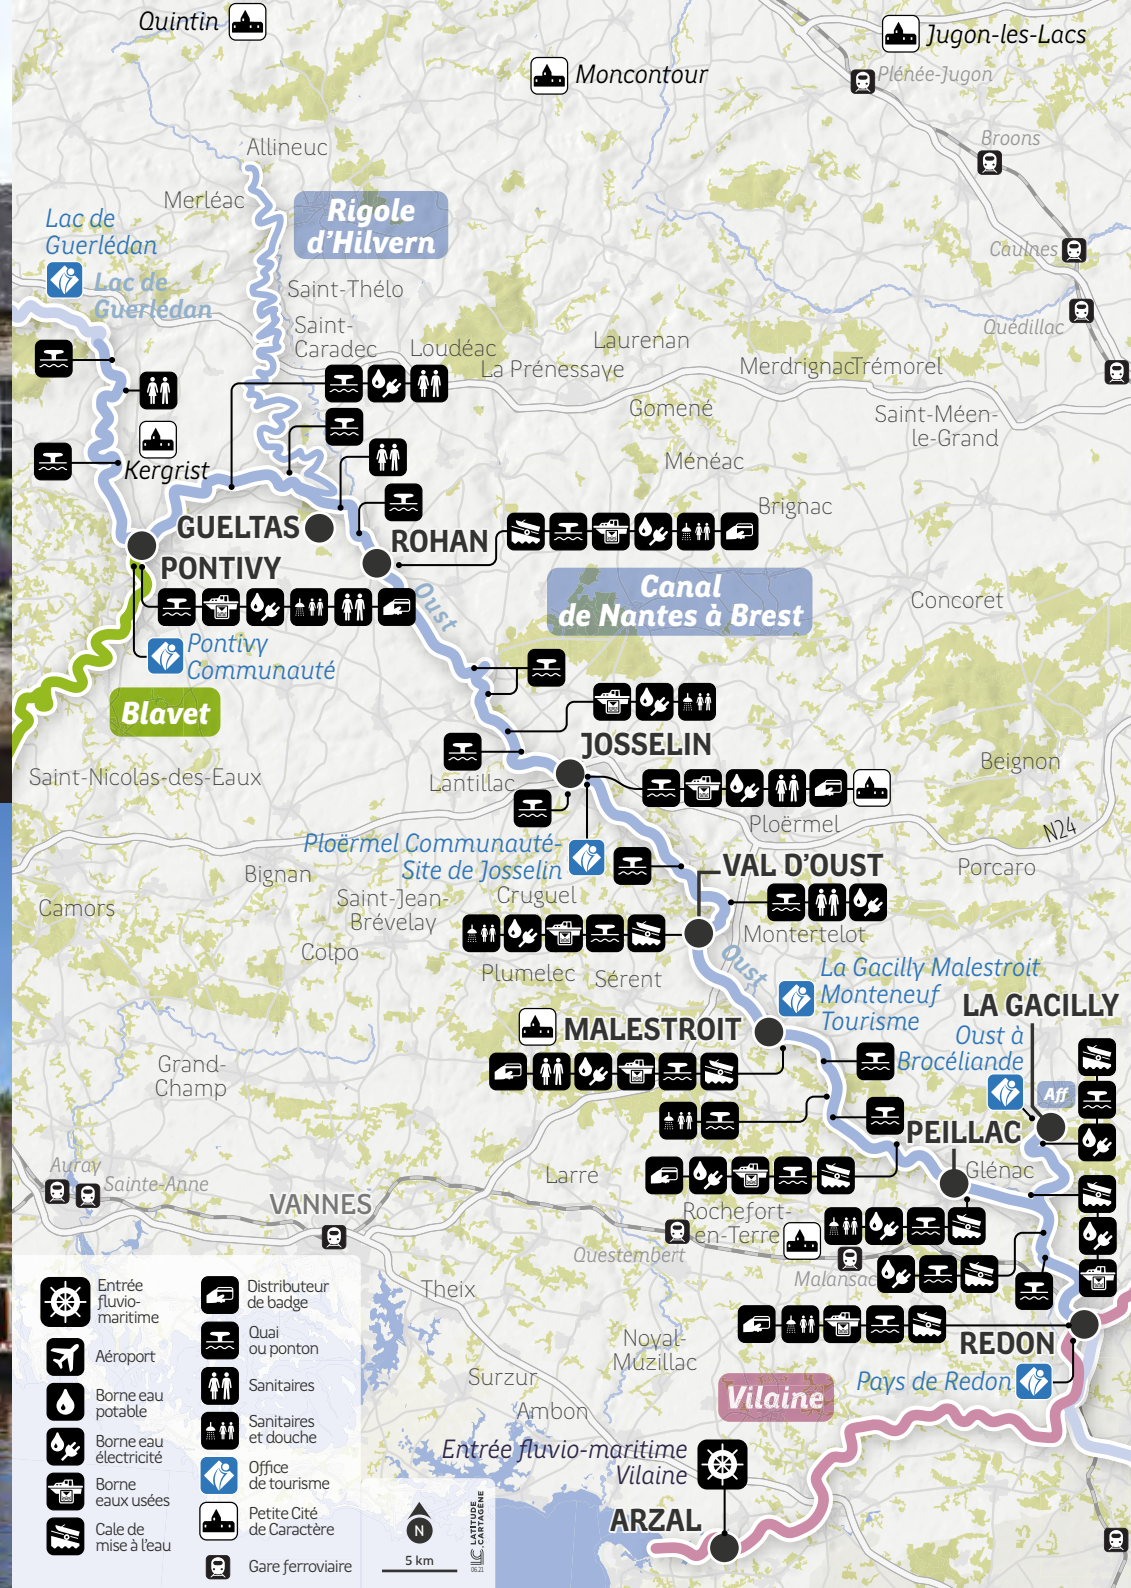 Quintin
Jugon-les-Lacs
Moncontour
Plénée-Jugon
Broons
Allineuc
Merléac
Rigole
d'Hilvern
Lac de
Guerlédan
Lac de
Guerlédan
Caulnes
Saint-Thélo
Saint-
Caradec
Quédillac
Loudéac
Laurenan
La Prénessaye
Merdrignac
Trémorel
Gomené
Saint-Méen-
le-Grand
Kergrist
Ménéac
Brignac
GUELTAS
ROHAN
PONTIVY
Oust
Canal
de Nantes à Brest
Concoret
Pontivy
Communauté
Blavet
JOSSELIN
Saint-Nicolas-des-Eaux
Lantillac
Beignon
Ploërmel
N24
Ploërmel Communauté-
Site de Josselin
VAL D'OUST
Bignan
Cruguel
Porcaro
Saint-Jean-
Brévelay
Camors
Montertelot
Colpo
Plumelec
Sérent
Oust
La Gacilly Malestroit
Monteneuf
Tourisme
LA GACILLY
MALESTROIT
Oust à
Brocéliande
Grand-
Champ
Aff
PEILLAC
Auray
Sainte-Anne
Larre
Glénac
VANNES
Rochefort-
en-Terre
Questembert
Malansac
Theix
Noyal-
Muzillac
REDON
Pays de Redon
Surzur
Vilaine
Ambon
Entrée fluvio-maritime
Vilaine
ARZAL
Entrée
fluvio-
maritime
Aéroport
Borne eau
potable
Borne eau
électricité
Borne
eaux usées
Cale de
mise à l'eau
Distributeur
de badge
Quai
ou ponton
Sanitaires
Sanitaires
et douche
Office
de tourisme
Petite Cité
de Caractère
Gare ferroviaire
N
5 km
LATITUDE
CARTAGÈNE
LC
06.21